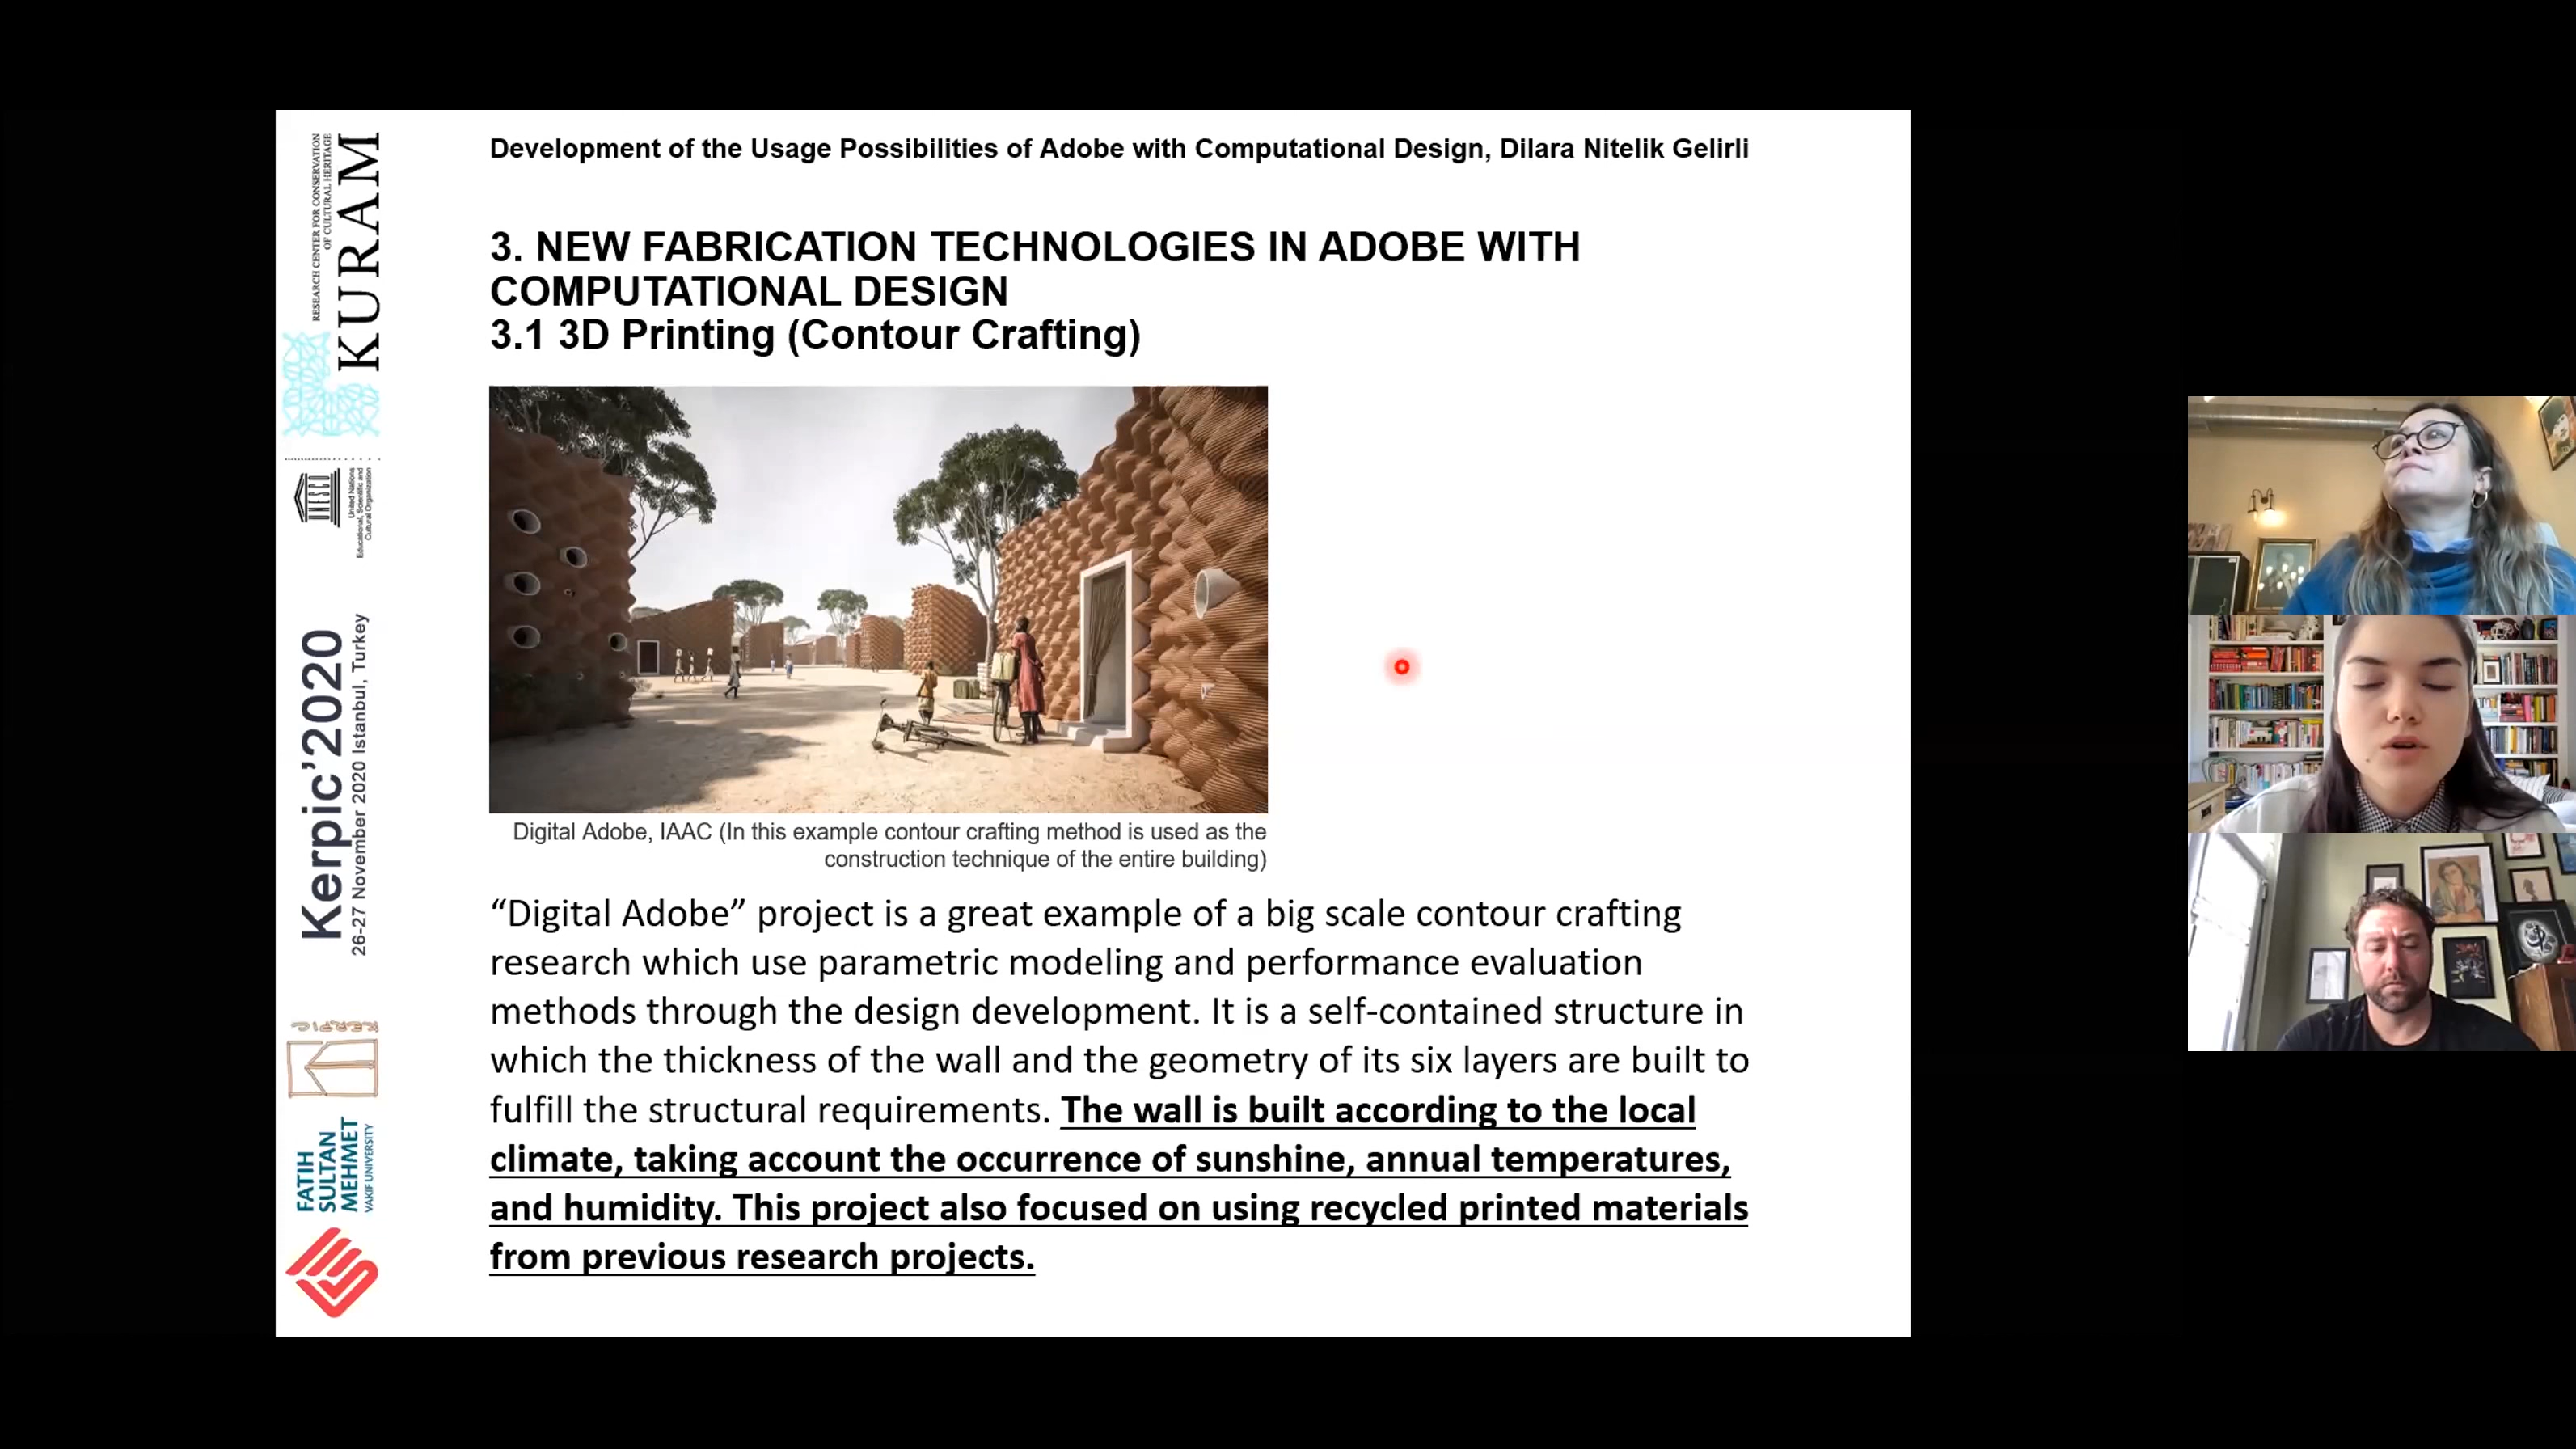 Development of the Usage Possibilities of Adobe with Computational Design, Dilara Nitelik Gelirli
3. NEW FABRICATION TECHNOLOGIES IN ADOBE WITH
COMPUTATIONAL DESIGN
3.1 3D Printing (Contour Crafting)
Digital Adobe, IAAC (In this example contour crafting method is used as the
construction technique of the entire building)
“Digital Adobe” project is a great example of a big scale contour crafting
research which use parametric modeling and performance evaluation
methods through the design development. It is a self-contained structure in
which the thickness of the wall and the geometry of its six layers are built to
fulfill the structural requirements. The wall is built according to the local
climate, taking account the occurrence of sunshine, annual temperatures,
and humidity. This project also focused on using recycled printed materials
from previous research projects.
RESEARCH CENTER FOR CONSERVATION
OF CULTURAL HERITAGE
KURAM
UNESCO
United Nations
Educational, Scientific and
Cultural Organization
Kerpic’2020
26-27 November 2020 Istanbul, Turkey
KERPIC
FATIH
SULTAN
MEHMET
VAKIF UNIVERSITY